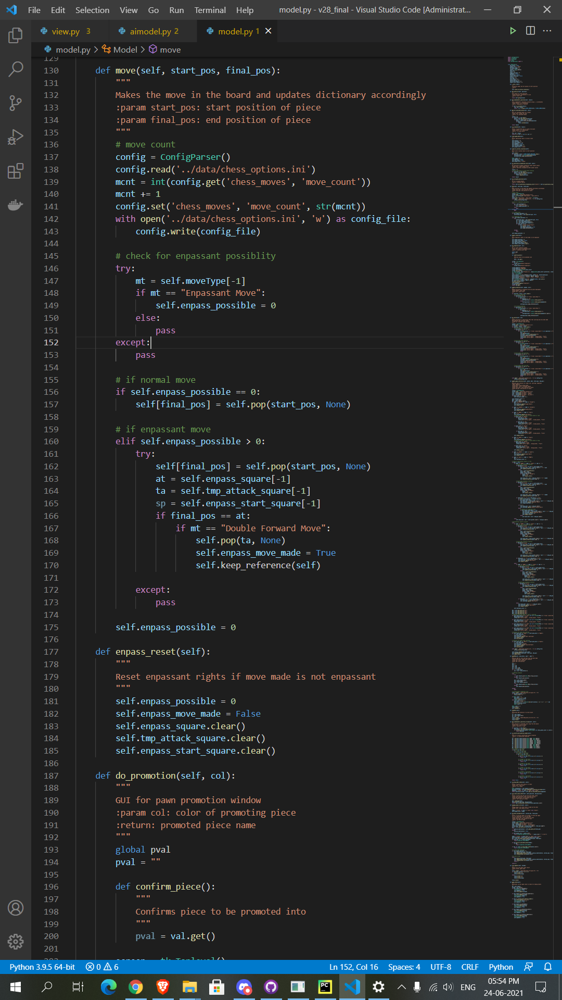 File Edit Selection View Go Run Terminal Help model.py - v28_final - Visual Studio Code [Administrat...
view.py 3 aimodel.py 2 model.py 1
model.py > Model > move
129
130 def move(self, start_pos, final_pos):
131 """
132 Makes the move in the board and updates dictionary accordingly
133 :param start_pos: start position of piece
134 :param final_pos: end position of piece
135 """
136 # move count
137 config = ConfigParser()
138 config.read('../data/chess_options.ini')
139 mcnt = int(config.get('chess_moves', 'move_count'))
140 mcnt += 1
141 config.set('chess_moves', 'move_count', str(mcnt))
142 with open('../data/chess_options.ini', 'w') as config_file:
143 config.write(config_file)
144
145 # check for enpassant possiblity
146 try:
147 mt = self.moveType[-1]
148 if mt == "Enpassant Move":
149 self.enpass_possible = 0
150 else:
151 pass
152 except:
153 pass
154
155 # if normal move
156 if self.enpass_possible == 0:
157 self[final_pos] = self.pop(start_pos, None)
158
159 # if enpassant move
160 elif self.enpass_possible > 0:
161 try:
162 self[final_pos] = self.pop(start_pos, None)
163 at = self.enpass_square[-1]
164 ta = self.tmp_attack_square[-1]
165 sp = self.enpass_start_square[-1]
166 if final_pos == at:
167 if mt == "Double Forward Move":
168 self.pop(ta, None)
169 self.enpass_move_made = True
170 self.keep_reference(self)
171
172 except:
173 pass
174
175 self.enpass_possible = 0
176
177 def enpass_reset(self):
178 """
179 Reset enpassant rights if move made is not enpassant
180 """
181 self.enpass_possible = 0
182 self.enpass_move_made = False
183 self.enpass_square.clear()
184 self.tmp_attack_square.clear()
185 self.enpass_start_square.clear()
186
187 def do_promotion(self, col):
188 """
189 GUI for pawn promotion window
190 :param col: color of promoting piece
191 :return: promoted piece name
192 """
193 global pval
194 pval = ""
195
196 def confirm_piece():
197 """
198 Confirms piece to be promoted into
199 """
200 pval = val.get()
201
Python 3.9.5 64-bit 0 6 Ln 152, Col 16 Spaces: 4 UTF-8 CRLF Python
ENG 05:54 PM
24-06-2021